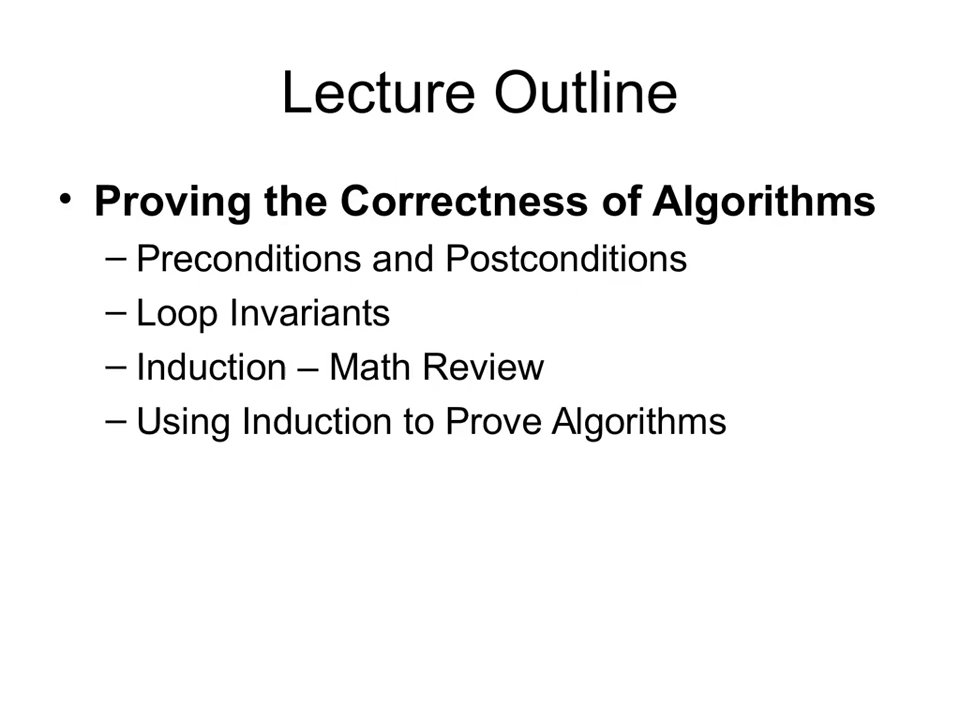 Lecture Outline
• Proving the Correctness of Algorithms
– Preconditions and Postconditions
– Loop Invariants
– Induction – Math Review
– Using Induction to Prove Algorithms